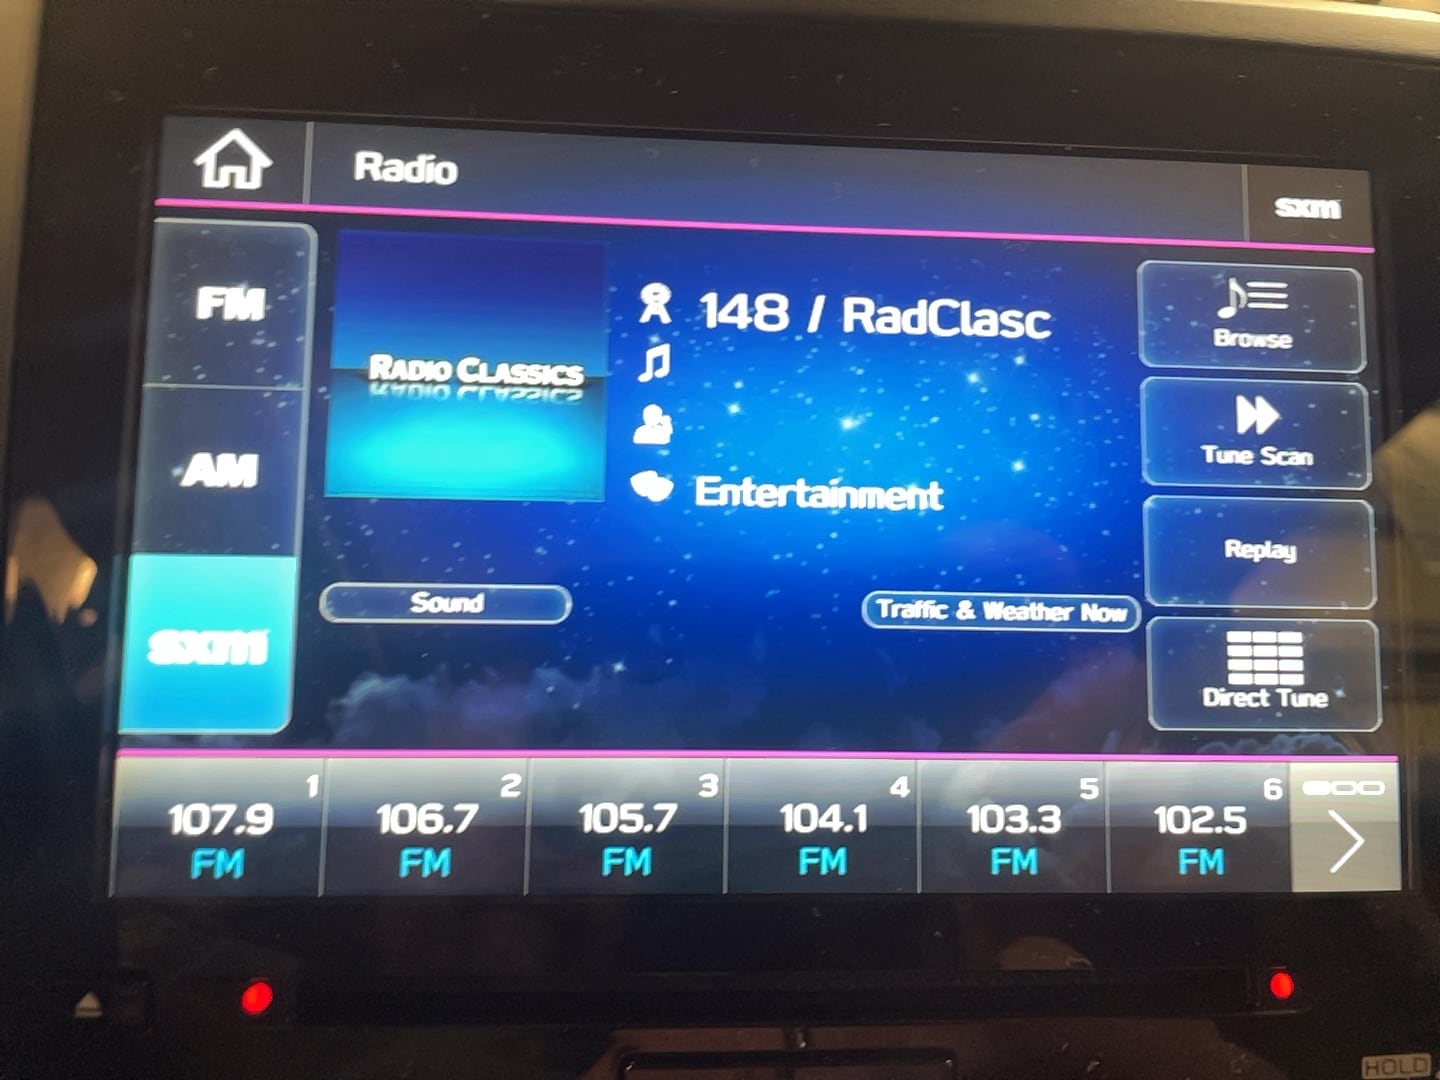 Radio
sxm
FM
AM
sxm
RADIO CLASSICS
148 / RadClasc
Entertainment
Sound
Traffic & Weather Now
Browse
Tune Scan
Replay
Direct Tune
1
107.9
FM
2
106.7
FM
3
105.7
FM
4
104.1
FM
5
103.3
FM
6
102.5
FM
HOLD